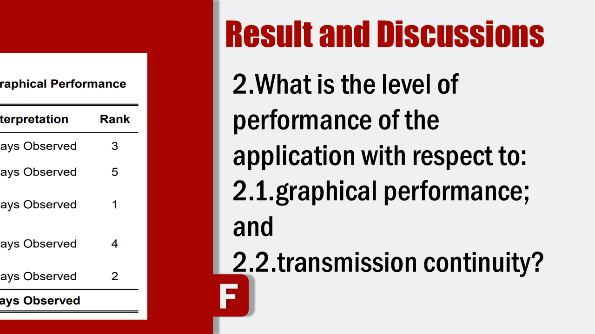 Result and Discussions
raphical Performance
terpretation Rank
ays Observed 3
ays Observed 5
ays Observed 1
ays Observed 4
ays Observed 2
ays Observed
2.What is the level of
performance of the
application with respect to:
2.1.graphical performance;
and
2.2.transmission continuity?
F